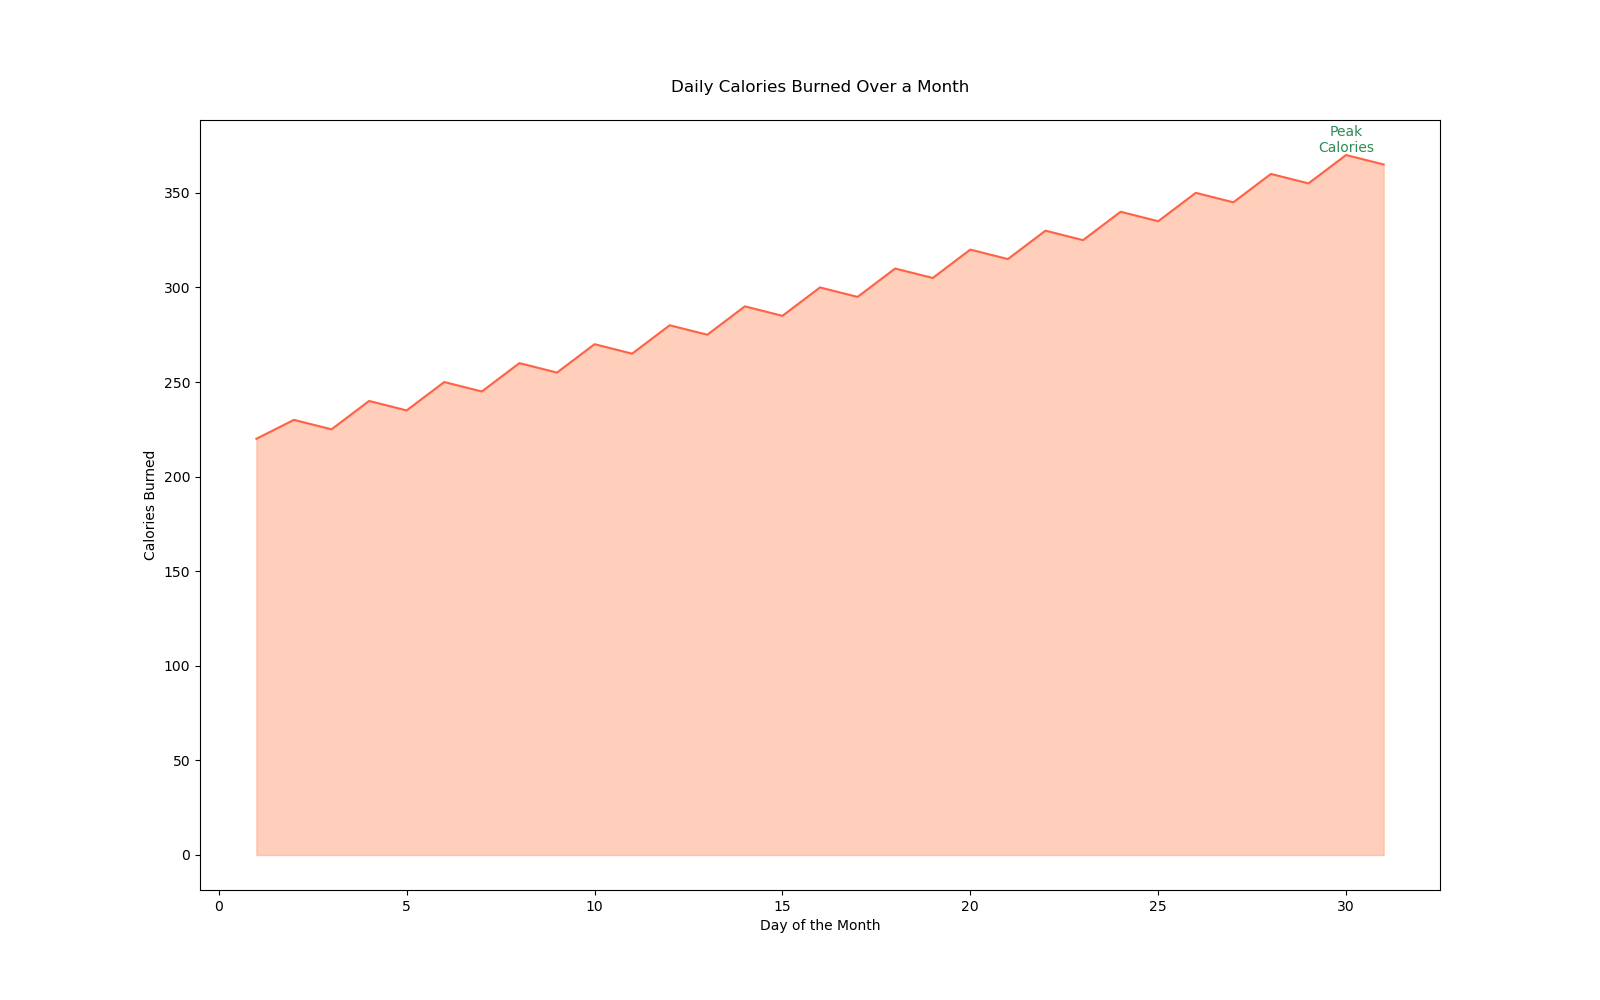 Daily Calories Burned Over a Month
Peak
Calories
350
300
250
200
150
100
50
0
Calories Burned
0 5 10 15 20 25 30
Day of the Month